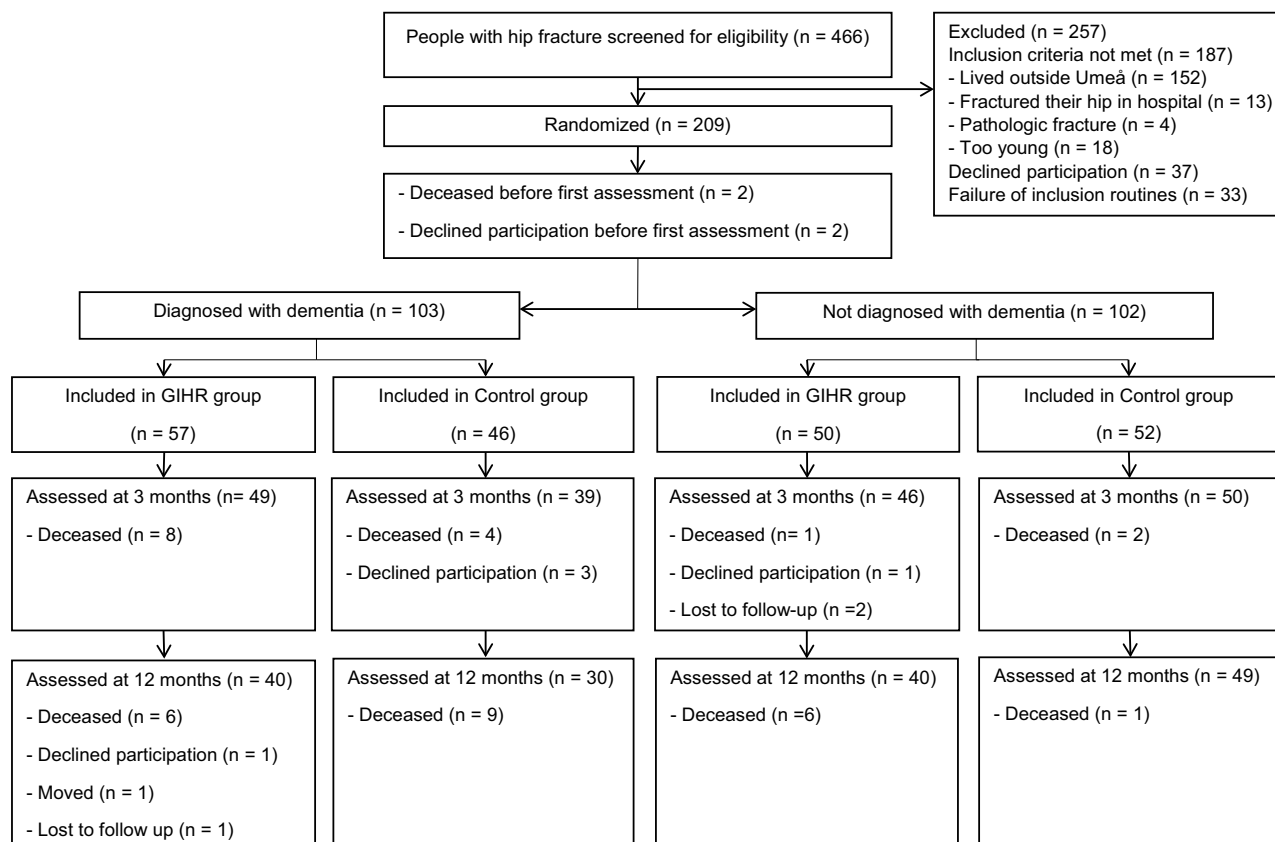 People with hip fracture screened for eligibility (n = 466)
Excluded (n = 257)
Inclusion criteria not met (n = 187)
- Lived outside Umeå (n = 152)
- Fractured their hip in hospital (n = 13)
- Pathologic fracture (n = 4)
- Too young (n = 18)
Declined participation (n = 37)
Failure of inclusion routines (n = 33)
Randomized (n = 209)
- Deceased before first assessment (n = 2)
- Declined participation before first assessment (n = 2)
Diagnosed with dementia (n = 103)
Not diagnosed with dementia (n = 102)
Included in GIHR group
(n = 57)
Included in Control group
(n = 46)
Included in GIHR group
(n = 50)
Included in Control group
(n = 52)
Assessed at 3 months (n= 49)
- Deceased (n = 8)
Assessed at 3 months (n = 39)
- Deceased (n = 4)
- Declined participation (n = 3)
Assessed at 3 months (n = 46)
- Deceased (n= 1)
- Declined participation (n = 1)
- Lost to follow-up (n =2)
Assessed at 3 months (n = 50)
- Deceased (n = 2)
Assessed at 12 months (n = 40)
- Deceased (n = 6)
- Declined participation (n = 1)
- Moved (n = 1)
- Lost to follow up (n = 1)
Assessed at 12 months (n = 30)
- Deceased (n = 9)
Assessed at 12 months (n = 40)
- Deceased (n =6)
Assessed at 12 months (n = 49)
- Deceased (n = 1)